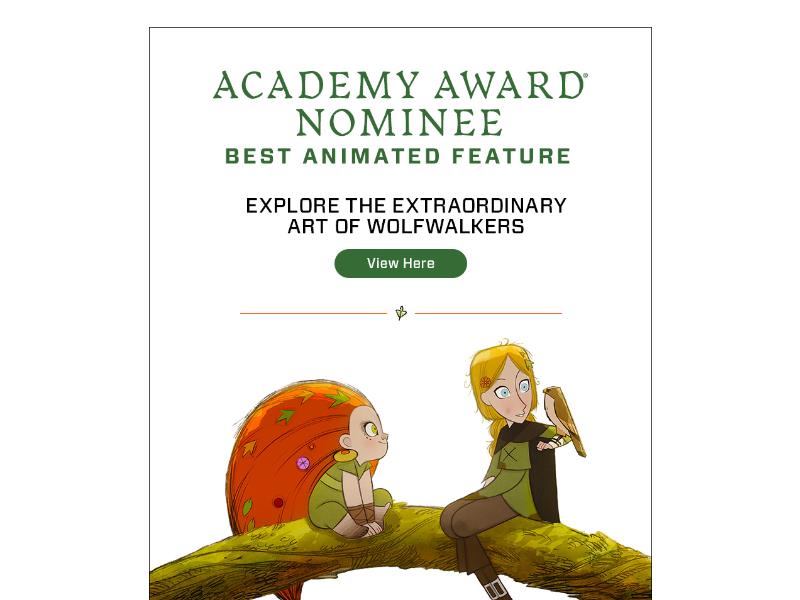 ACADEMY AWARD®
NOMINEE
BEST ANIMATED FEATURE
EXPLORE THE EXTRAORDINARY
ART OF WOLFWALKERS
View Here